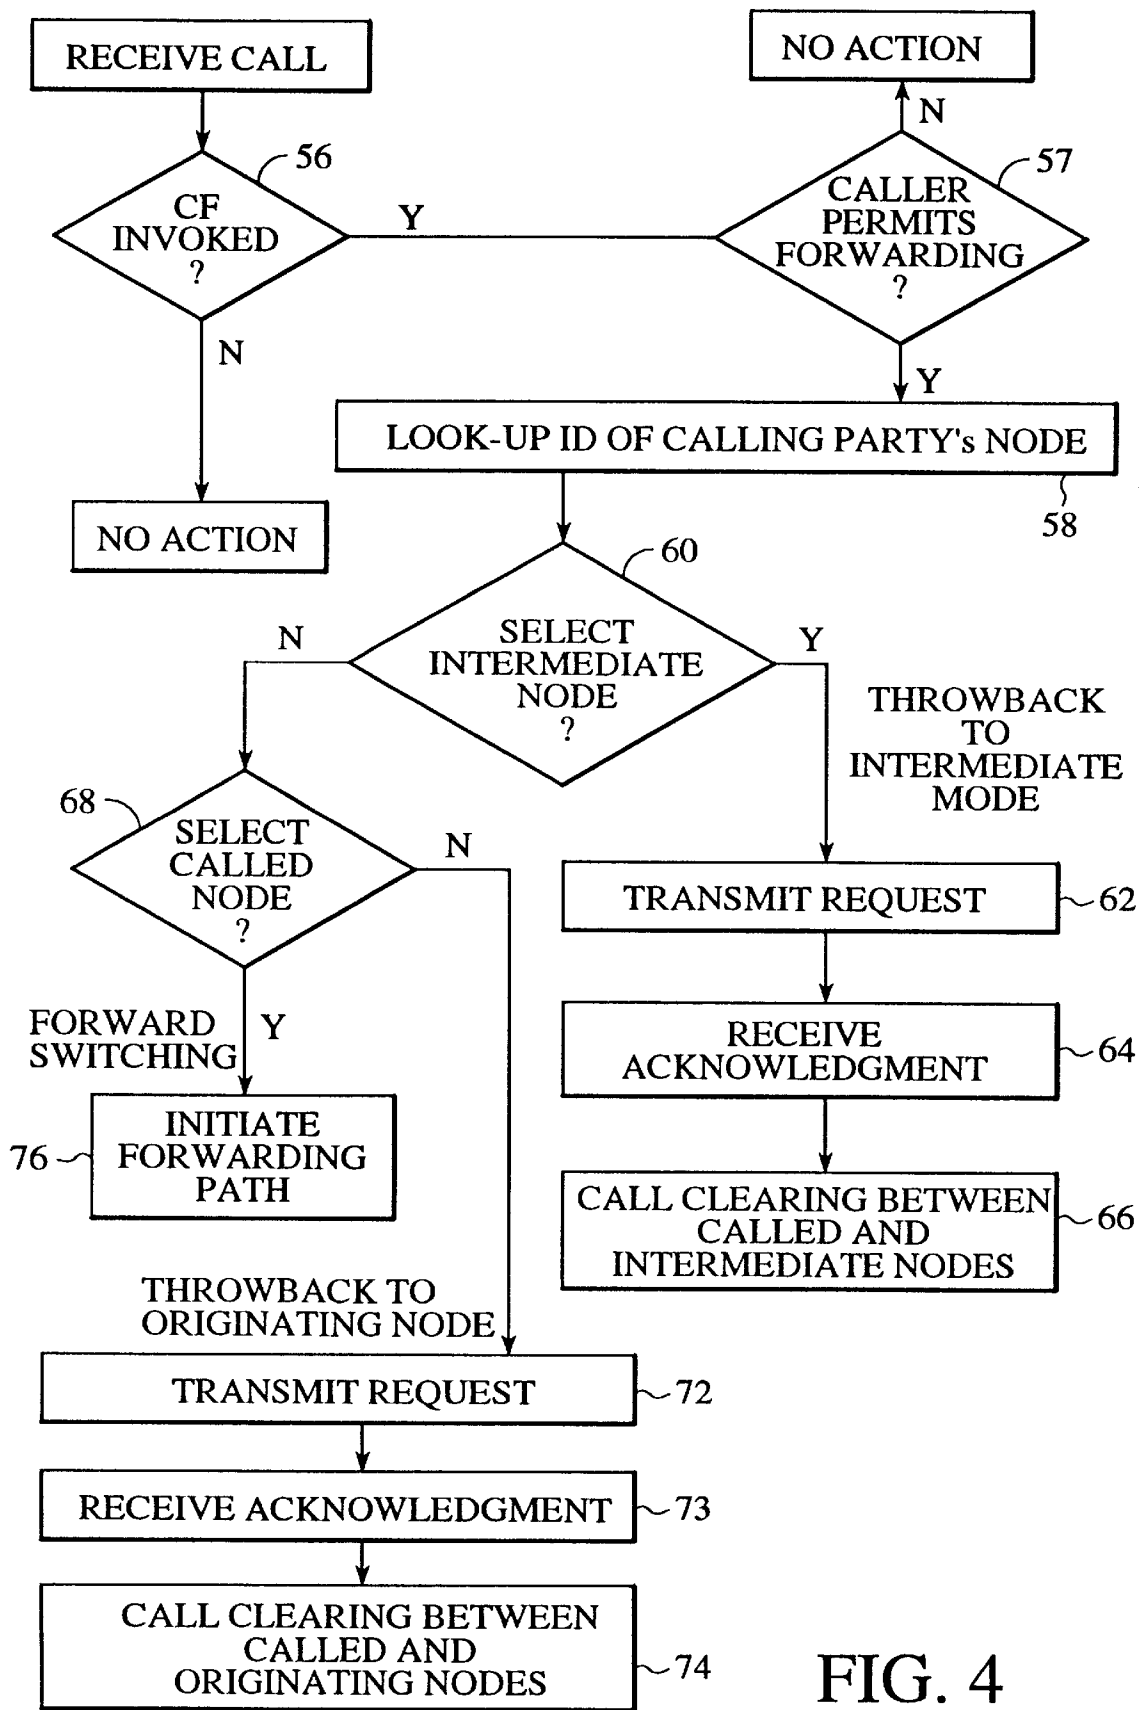 RECEIVE CALL
NO ACTION
N
56
57
CF
INVOKED
?
Y
CALLER
PERMITS
FORWARDING
?
N
Y
LOOK-UP ID OF CALLING PARTY's NODE
58
NO ACTION
60
N
SELECT
INTERMEDIATE
NODE
?
Y
THROWBACK
TO
INTERMEDIATE
MODE
68
SELECT
CALLED
NODE
?
N
TRANSMIT REQUEST
62
FORWARD
SWITCHING
Y
RECEIVE
ACKNOWLEDGMENT
64
76
INITIATE
FORWARDING
PATH
CALL CLEARING BETWEEN
CALLED AND
INTERMEDIATE NODES
66
THROWBACK TO
ORIGINATING NODE
TRANSMIT REQUEST
72
RECEIVE ACKNOWLEDGMENT
73
CALL CLEARING BETWEEN
CALLED AND
ORIGINATING NODES
74
FIG. 4